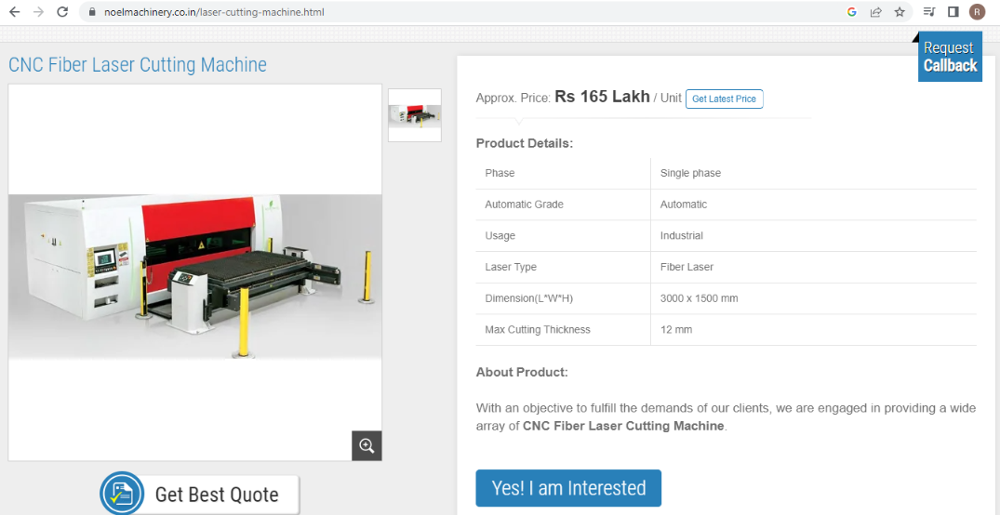 noelmachinery.co.in/laser-cutting-machine.html
R
Request
Callback
CNC Fiber Laser Cutting Machine
Approx. Price: Rs 165 Lakh / Unit Get Latest Price
Product Details:
Phase Single phase
Automatic Grade Automatic
Usage Industrial
Laser Type Fiber Laser
Dimension(L*W*H) 3000 x 1500 mm
Max Cutting Thickness 12 mm
About Product:
With an objective to fulfill the demands of our clients, we are engaged in providing a wide
array of CNC Fiber Laser Cutting Machine.
Yes! I am Interested
Get Best Quote